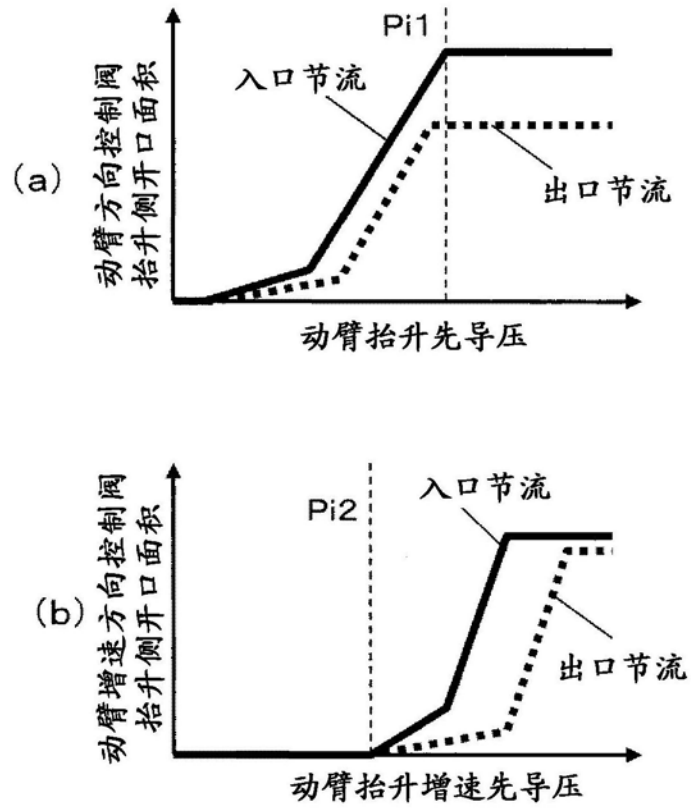 (a)
动臂方向控制阀
抬升侧开口面积
Pi1
入口节流
出口节流
动臂抬升先导压
(b)
动臂增速方向控制阀
抬升侧开口面积
Pi2
入口节流
出口节流
动臂抬升增速先导压